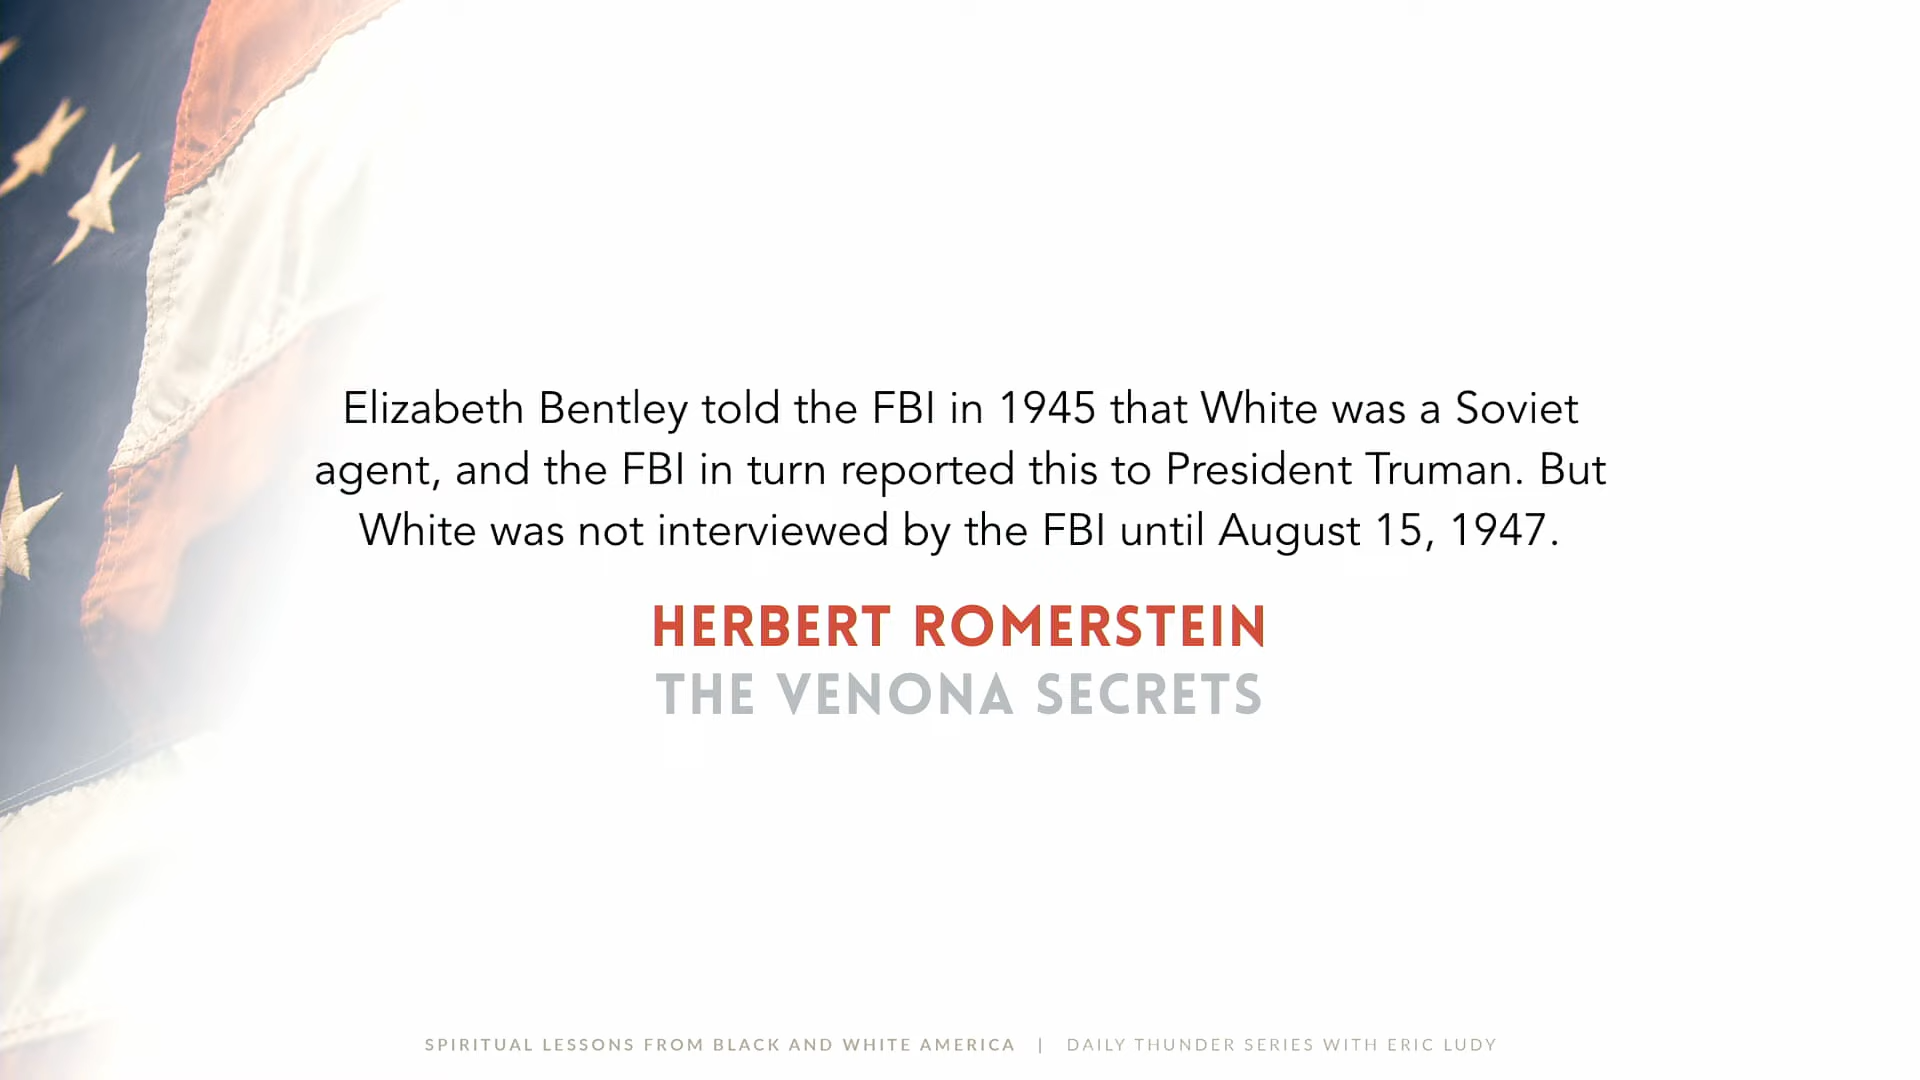 Elizabeth Bentley told the FBI in 1945 that White was a Soviet
agent, and the FBI in turn reported this to President Truman. But
White was not interviewed by the FBI until August 15, 1947.
HERBERT ROMERSTEIN
THE VENONA SECRETS
SPIRITUAL LESSONS FROM BLACK AND WHITE AMERICA | DAILY THUNDER SERIES WITH ERIC LUDY